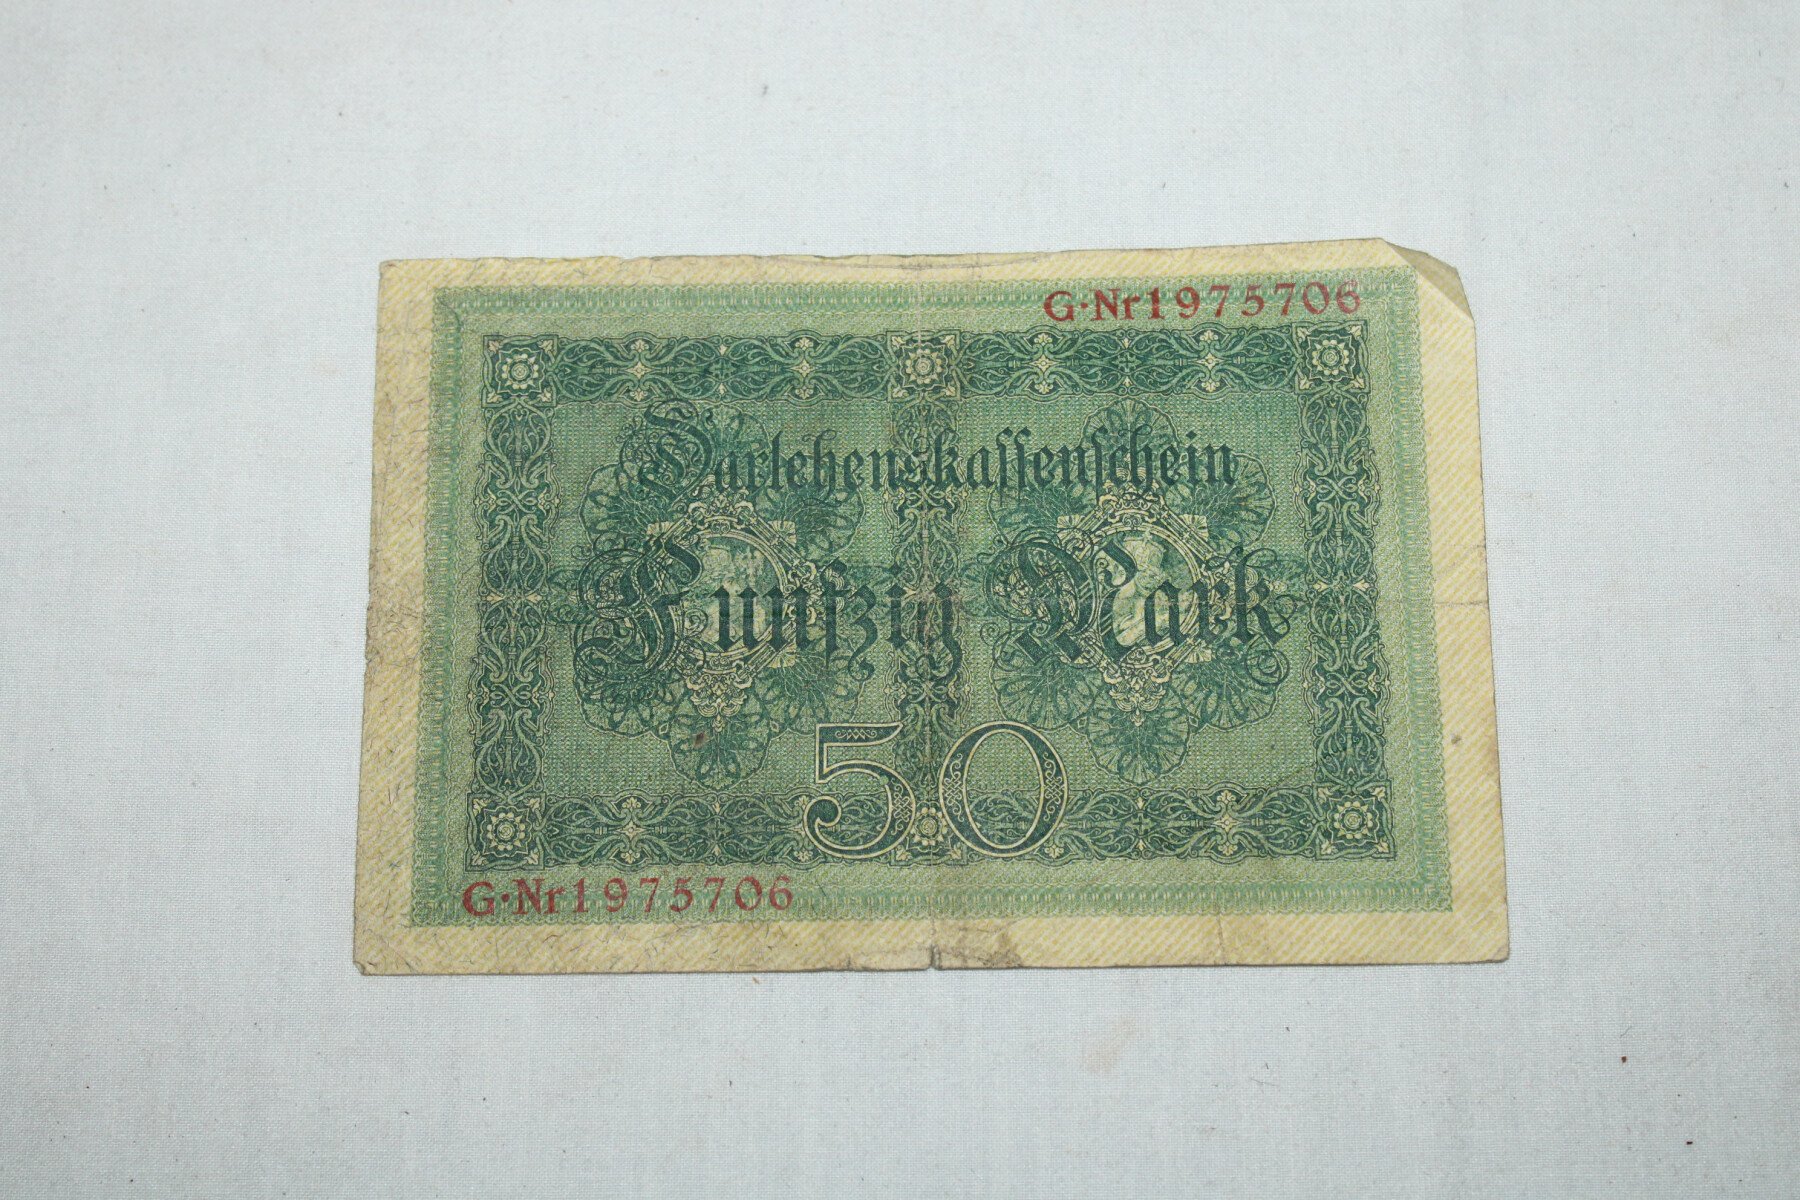 G·Nr1975706
Darlehenskassenschein
Fünfzig Mark
50
G·Nr1975706